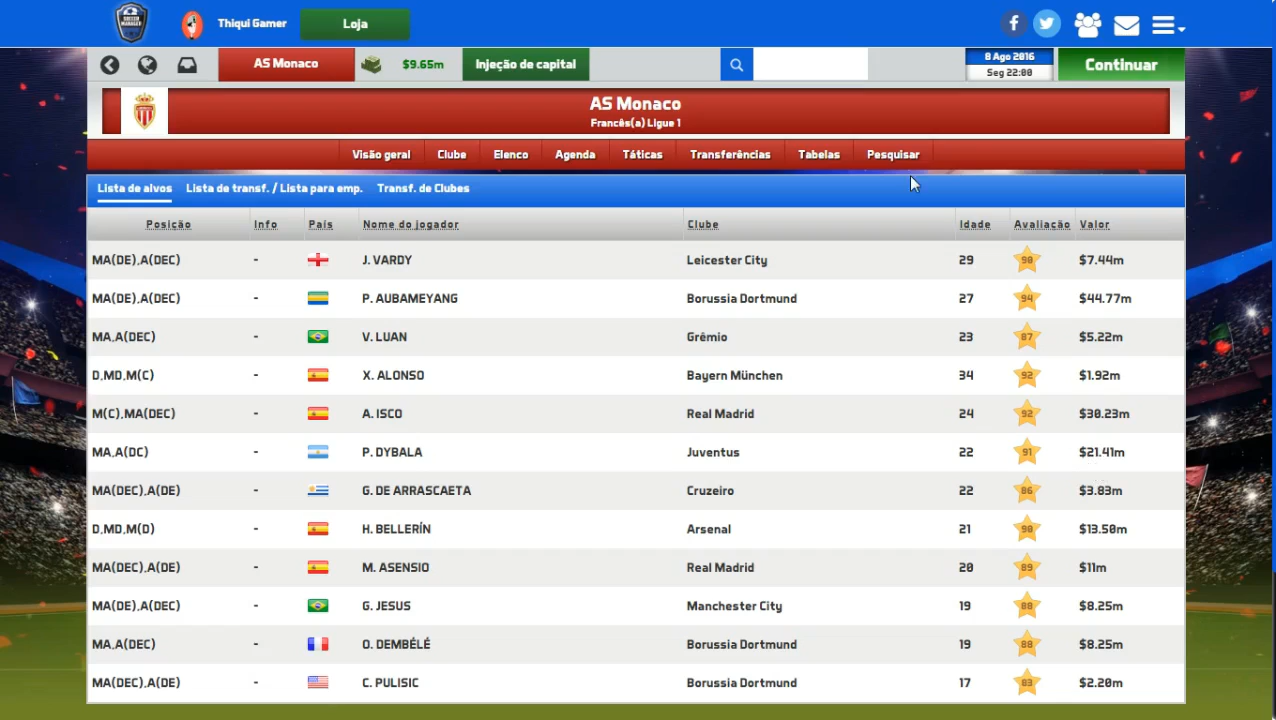 Thiqui Gamer Loja
AS Monaco $9.65m Injeção de capital 8 Ago 2016 Seg 22:00 Continuar
AS Monaco
Francês(a) Ligue 1
Visão geral Clube Elenco Agenda Táticas Transferências Tabelas Pesquisar
Lista de alvos Lista de transf. / Lista para emp. Transf. de Clubes
Posição Info País Nome do jogador Clube Idade Avaliação Valor
MA(DE),A(DEC) - J. VARDY Leicester City 29 90 $7.44m
MA(DE),A(DEC) - P. AUBAMEYANG Borussia Dortmund 27 94 $44.77m
MA,A(DEC) - V. LUAN Grêmio 23 87 $5.22m
D,MD,M(C) - X. ALONSO Bayern München 34 92 $1.92m
M(C),MA(DEC) - A. ISCO Real Madrid 24 92 $30.23m
MA,A(DC) - P. DYBALA Juventus 22 91 $21.41m
MA(DEC),A(DE) - G. DE ARRASCAETA Cruzeiro 22 86 $3.83m
D,MD,M(D) - H. BELLERÍN Arsenal 21 90 $13.50m
MA(DEC),A(DE) - M. ASENSIO Real Madrid 20 89 $11m
MA(DE),A(DEC) - G. JESUS Manchester City 19 88 $8.25m
MA,A(DEC) - O. DEMBÉLÉ Borussia Dortmund 19 88 $8.25m
MA(DEC),A(DE) - C. PULISIC Borussia Dortmund 17 83 $2.20m